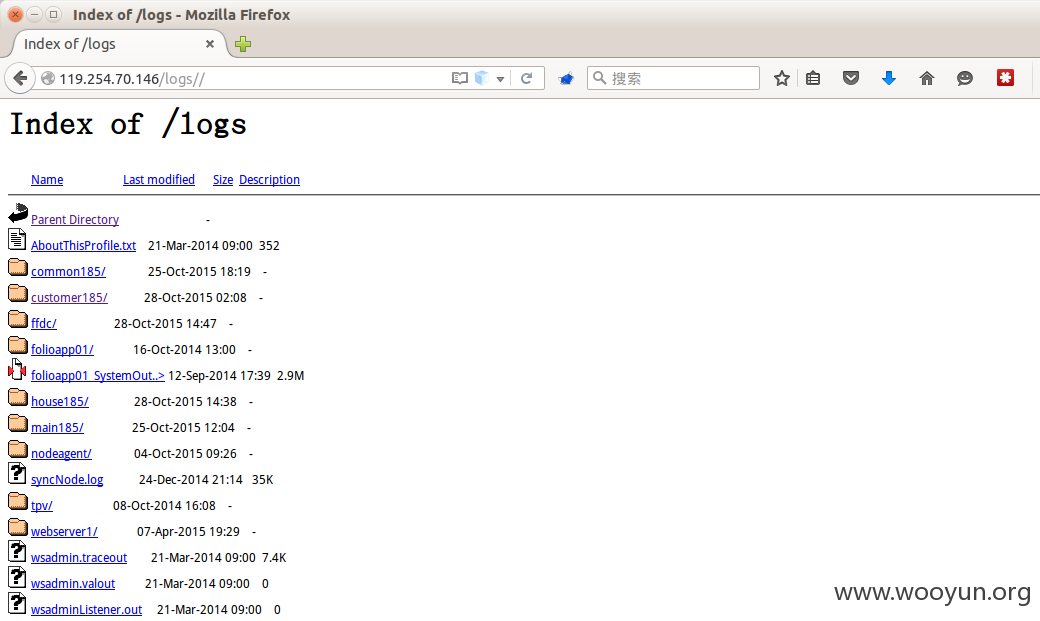 Index of /logs - Mozilla Firefox
Index of /logs
119.254.70.146/logs//
搜索
Index of /logs
Name Last modified Size Description
Parent Directory -
AboutThisProfile.txt 21-Mar-2014 09:00 352
common185/ 25-Oct-2015 18:19 -
customer185/ 28-Oct-2015 02:08 -
ffdc/ 28-Oct-2015 14:47 -
folioapp01/ 16-Oct-2014 13:00 -
folioapp01_SystemOut..> 12-Sep-2014 17:39 2.9M
house185/ 28-Oct-2015 14:38 -
main185/ 25-Oct-2015 12:04 -
nodeagent/ 04-Oct-2015 09:26 -
syncNode.log 24-Dec-2014 21:14 35K
tpv/ 08-Oct-2014 16:08 -
webserver1/ 07-Apr-2015 19:29 -
wsadmin.traceout 21-Mar-2014 09:00 7.4K
wsadmin.valout 21-Mar-2014 09:00 0
wsadminListener.out 21-Mar-2014 09:00 0
www.wooyun.org